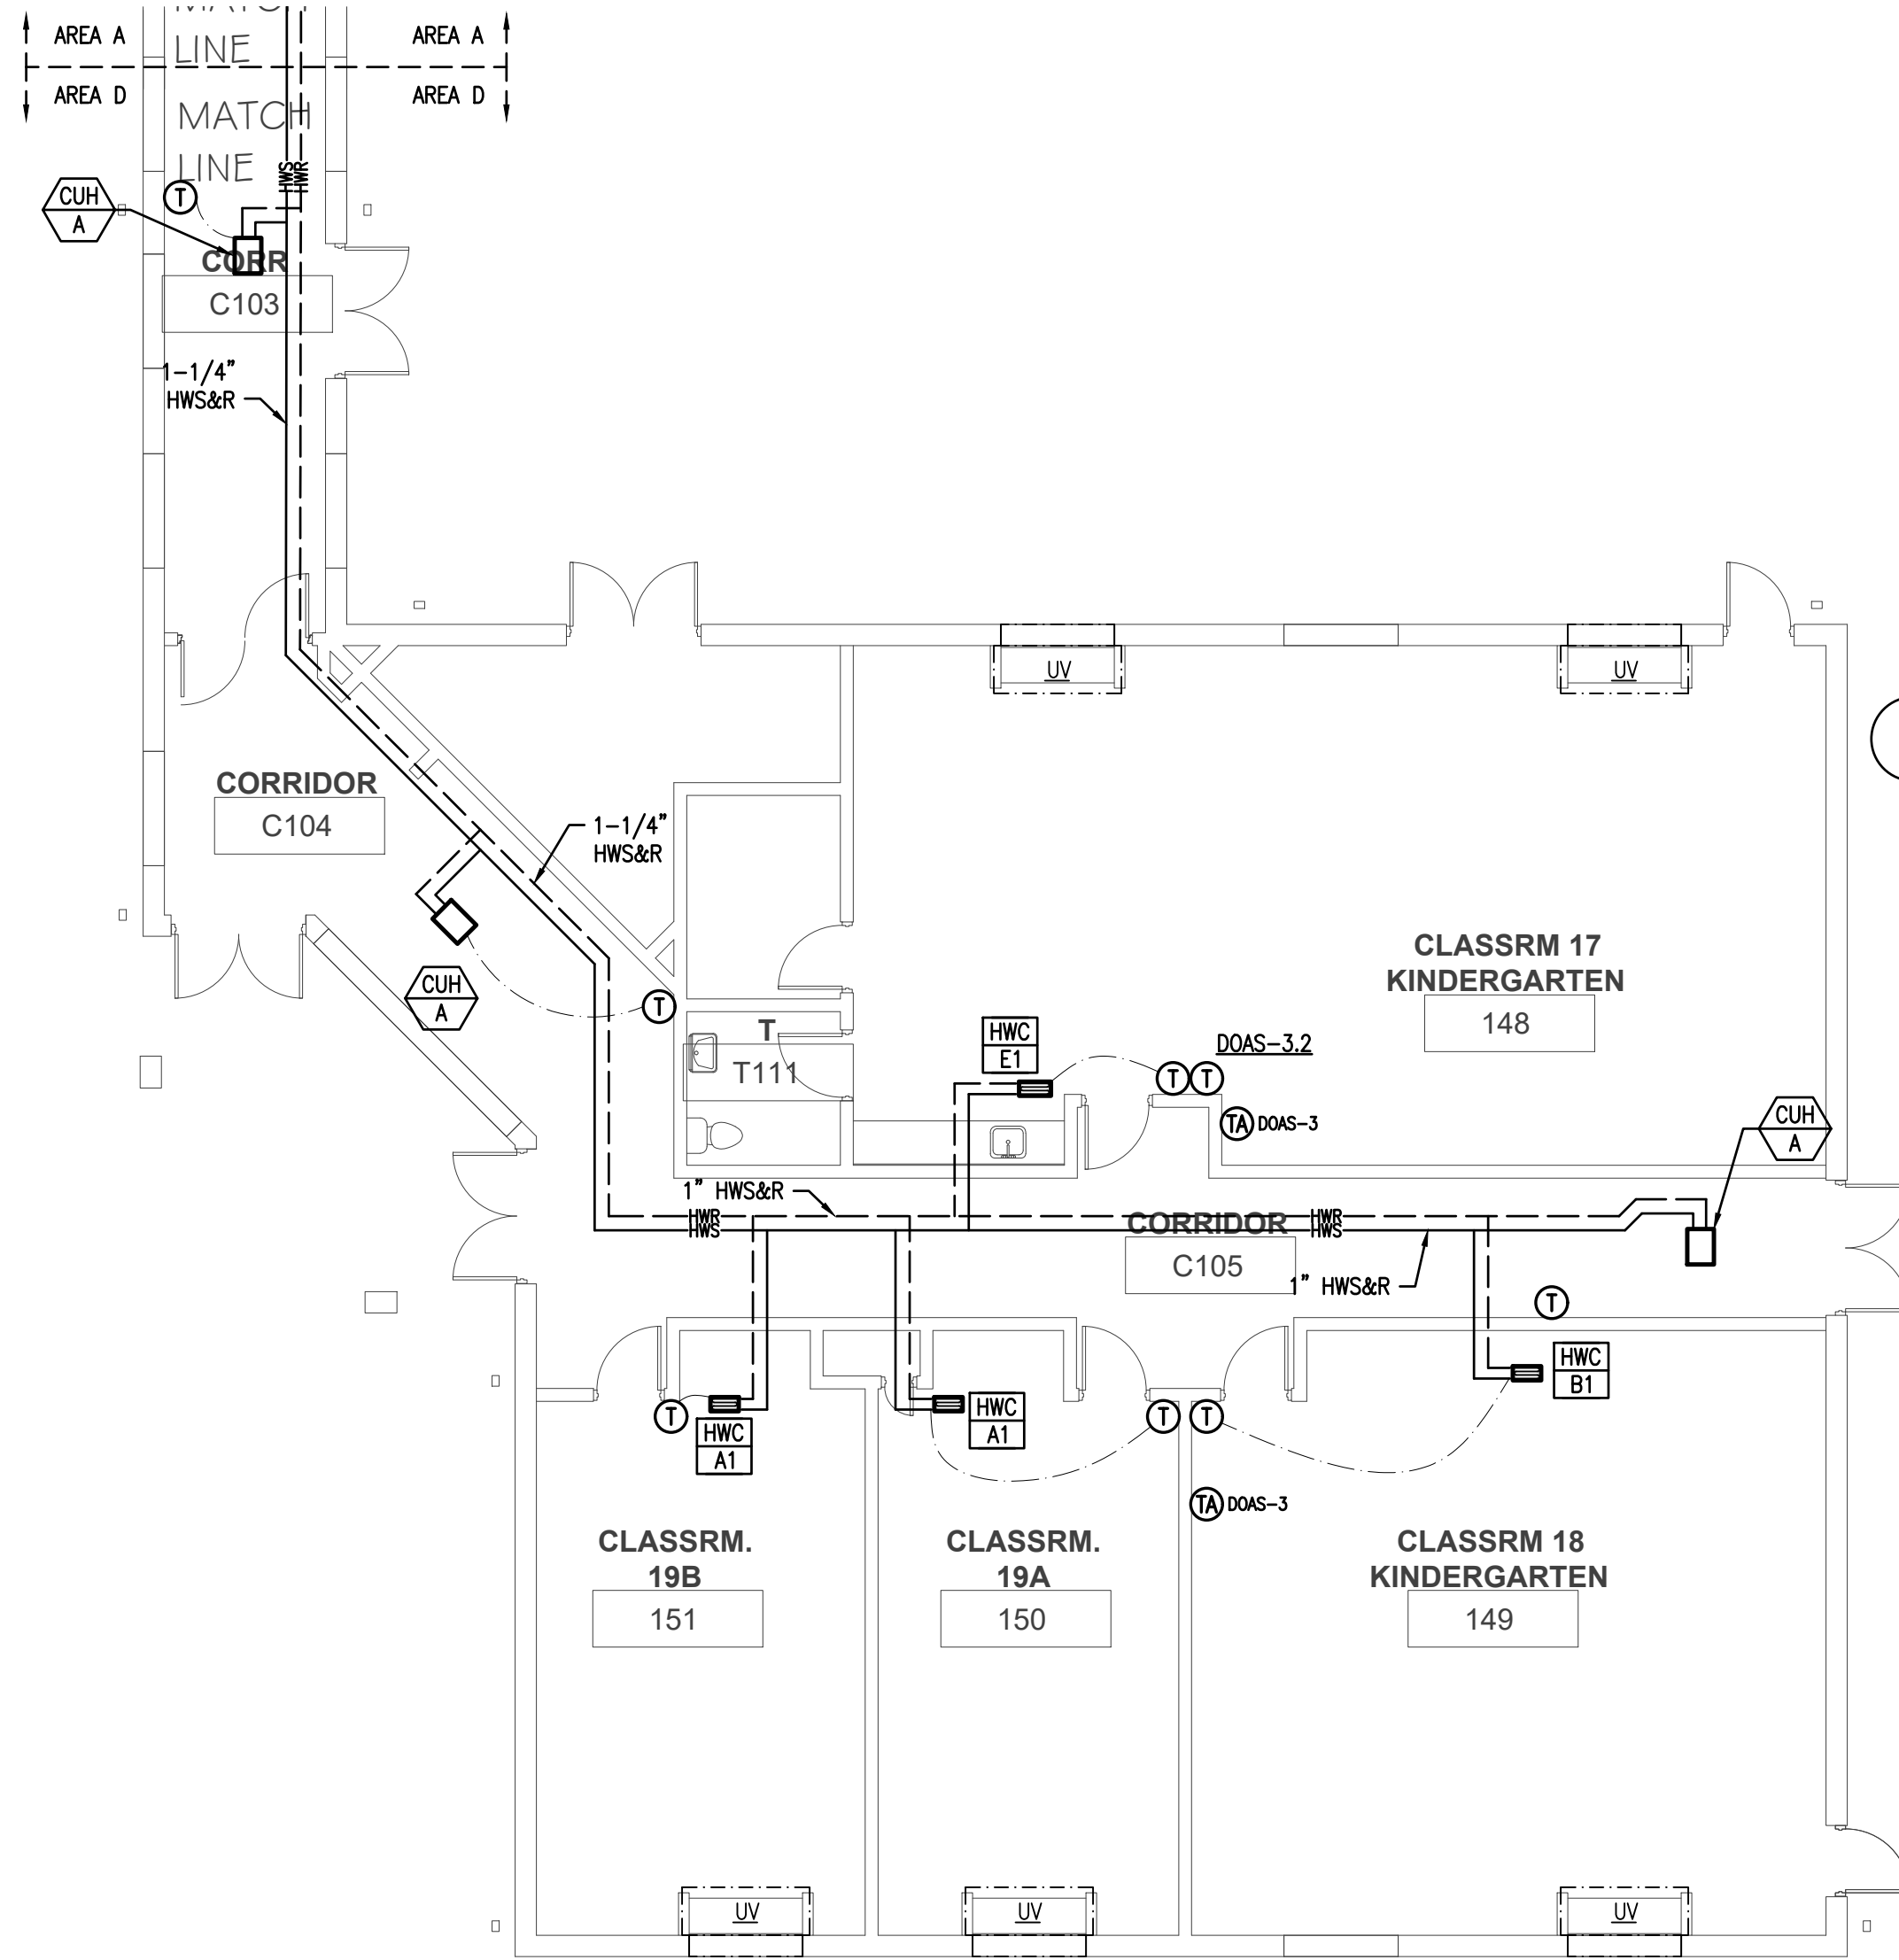 AREA A
AREA A
MATCH
LINE
AREA D
AREA D
MATCH
LINE
HWS
HWR
CUH
A
T
CORR
C103
1-1/4"
HWS&R
UV
UV
CORRIDOR
C104
1-1/4"
HWS&R
CLASSRM 17
KINDERGARTEN
148
CUH
A
T
T
T111
HWC
E1
DOAS-3.2
T
T
TA DOAS-3
CUH
A
1" HWS&R
HWR
HWS
CORRIDOR
C105
HWR
HWS
1" HWS&R
T
HWC
B1
T
HWC
A1
HWC
A1
T
T
TA DOAS-3
CLASSRM.
19B
151
CLASSRM.
19A
150
CLASSRM 18
KINDERGARTEN
149
UV
UV
UV